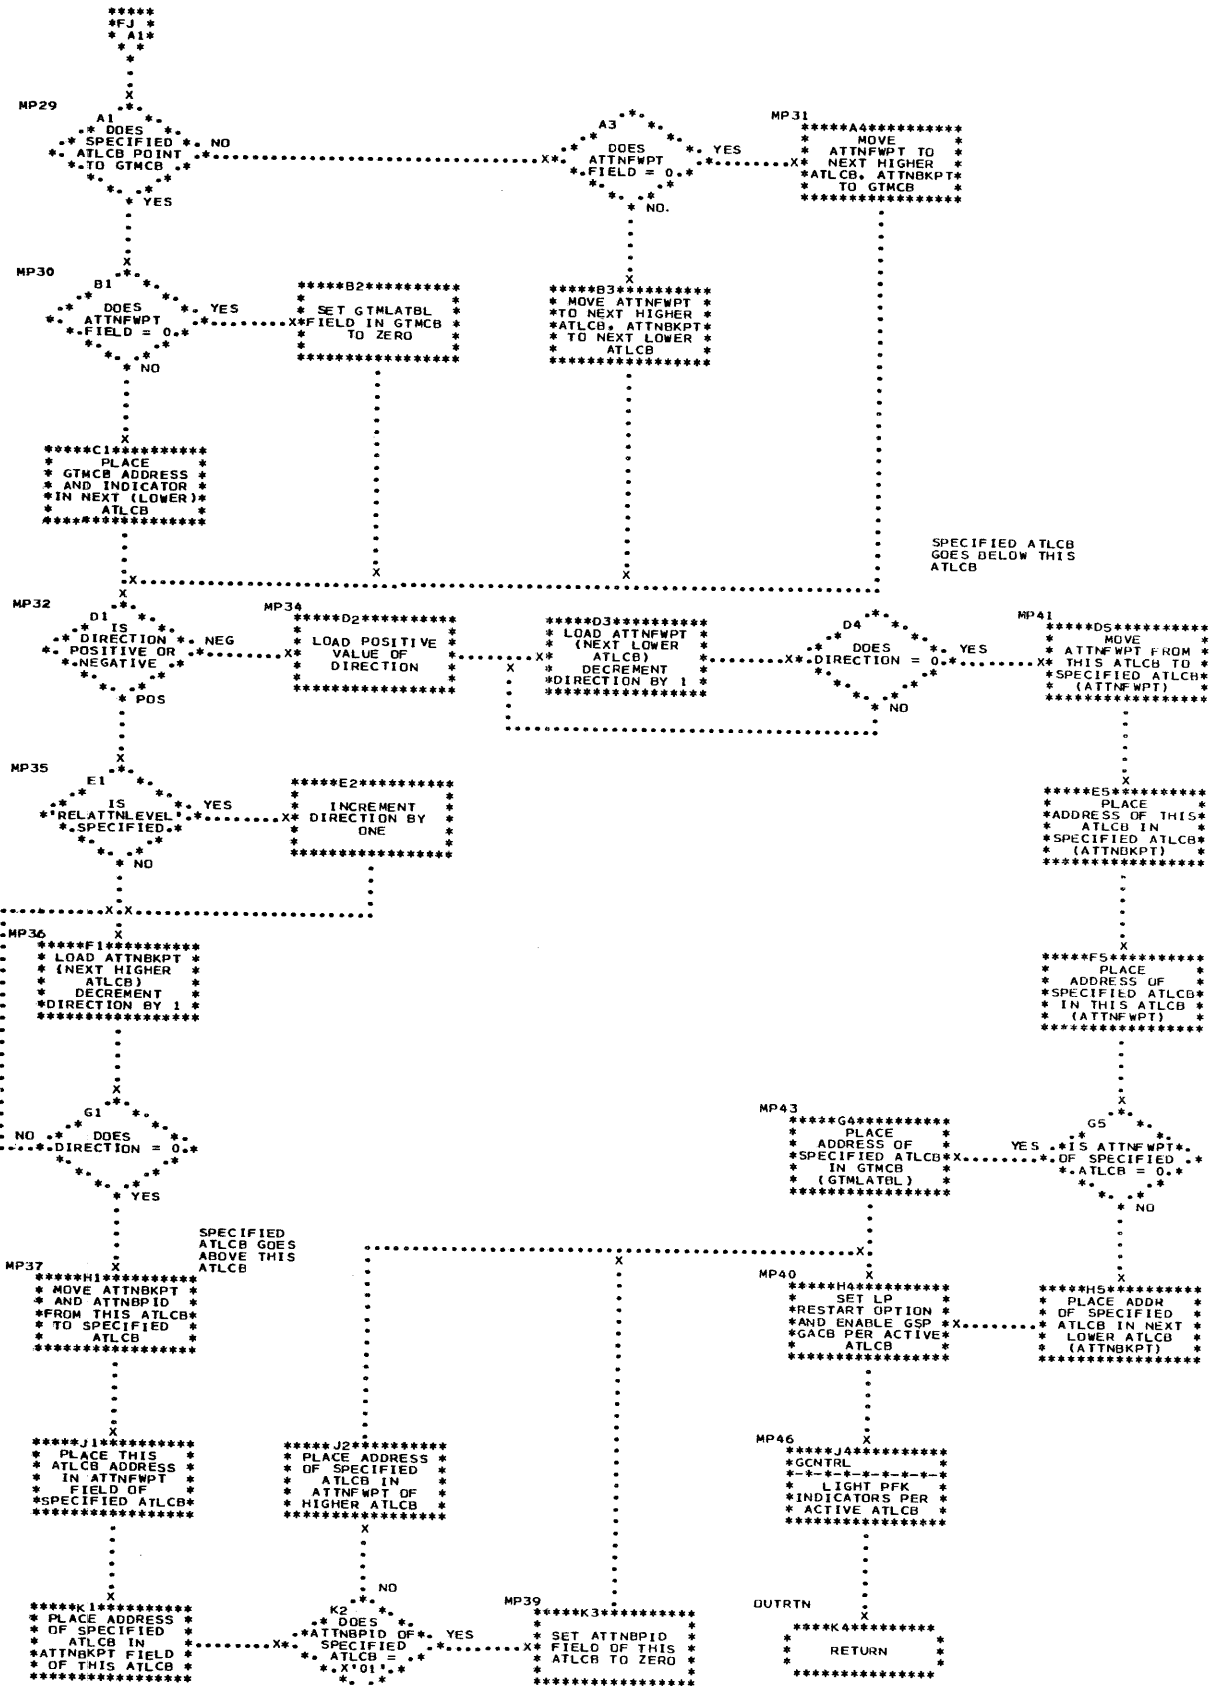 FJ
A1
MP29
A1
DOES
SPECIFIED
ATLCB POINT
TO GTMCB
NO
YES
A3
DOES
ATTNFWPT
FIELD = 0
YES
NO.
MP31
A4
MOVE
ATTNFWPT TO
NEXT HIGHER
ATLCB. ATTNBKPT
TO GTMCB
MP30
B1
DOES
ATTNFWPT
FIELD = 0
YES
NO
B2
SET GTMLATBL
FIELD IN GTMCB
TO ZERO
B3
MOVE ATTNFWPT
TO NEXT HIGHER
ATLCB. ATTNBKPT
TO NEXT LOWER
ATLCB
C1
PLACE
GTMCB ADDRESS
AND INDICATOR
IN NEXT (LOWER)
ATLCB
SPECIFIED ATLCB
GOES BELOW THIS
ATLCB
MP32
D1
IS
DIRECTION
POSITIVE OR
NEGATIVE
NEG
POS
MP34
D2
LOAD POSITIVE
VALUE OF
DIRECTION
D3
LOAD ATTNFWPT
(NEXT LOWER
ATLCB)
DECREMENT
DIRECTION BY 1
D4
DOES
DIRECTION = 0
YES
NO
MP41
D5
MOVE
ATTNFWPT FROM
THIS ATLCB TO
SPECIFIED ATLCB
(ATTNFWPT)
MP35
E1
IS
'RELATTNLEVEL'
SPECIFIED
YES
NO
E2
INCREMENT
DIRECTION BY
ONE
E5
PLACE
ADDRESS OF THIS
ATLCB IN
SPECIFIED ATLCB
(ATTNBKPT)
MP36
F1
LOAD ATTNBKPT
(NEXT HIGHER
ATLCB)
DECREMENT
DIRECTION BY 1
F5
PLACE
ADDRESS OF
SPECIFIED ATLCB
IN THIS ATLCB
(ATTNFWPT)
G1
DOES
DIRECTION = 0
NO
YES
MP43
G4
PLACE
ADDRESS OF
SPECIFIED ATLCB
IN GTMCB
(GTMLATBL)
G5
IS ATTNFWPT
OF SPECIFIED
ATLCB = 0
YES
NO
SPECIFIED
ATLCB GOES
ABOVE THIS
ATLCB
MP37
H1
MOVE ATTNBKPT
AND ATTNBPID
FROM THIS ATLCB
TO SPECIFIED
ATLCB
MP40
H4
SET LP
RESTART OPTION
AND ENABLE GSP
GACB PER ACTIVE
ATLCB
H5
PLACE ADDR
OF SPECIFIED
ATLCB IN NEXT
LOWER ATLCB
(ATTNBKPT)
J1
PLACE THIS
ATLCB ADDRESS
IN ATTNFWPT
FIELD OF
SPECIFIED ATLCB
J2
PLACE ADDRESS
OF SPECIFIED
ATLCB IN
ATTNFWPT OF
HIGHER ATLCB
MP46
J4
GCNTRL
LIGHT PFK
INDICATORS PER
ACTIVE ATLCB
K1
PLACE ADDRESS
OF SPECIFIED
ATLCB IN
ATTNBKPT FIELD
OF THIS ATLCB
NO
K2
DOES
ATTNBPID OF
SPECIFIED
ATLCB =
X'01'
YES
MP39
K3
SET ATTNBPID
FIELD OF THIS
ATLCB TO ZERO
OUTRTN
K4
RETURN